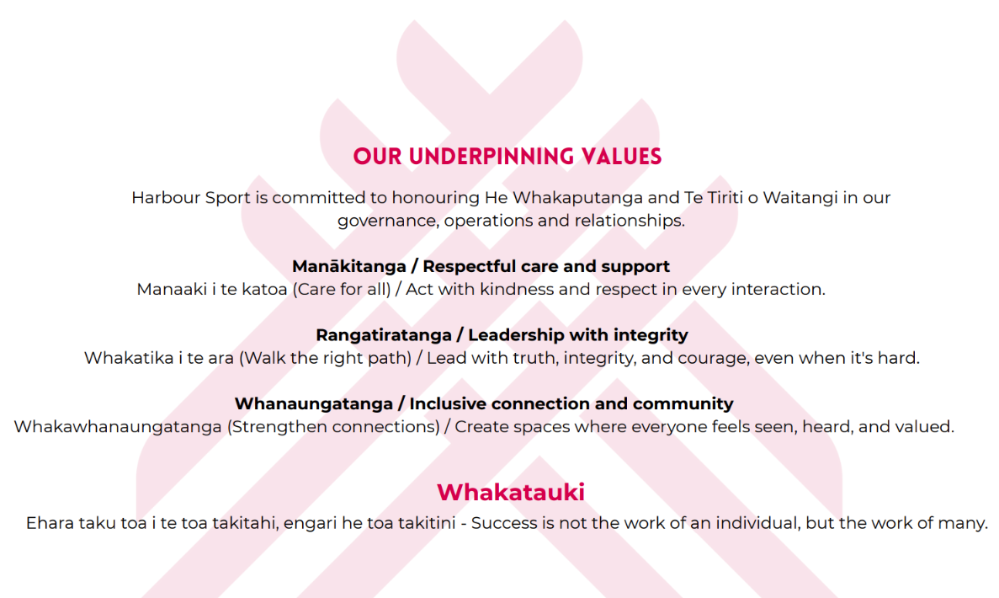 OUR UNDERPINNING VALUES
Harbour Sport is committed to honouring He Whakaputanga and Te Tiriti o Waitangi in our
governance, operations and relationships.
Manākitanga / Respectful care and support
Manaaki i te katoa (Care for all) / Act with kindness and respect in every interaction.
Rangatiratanga / Leadership with integrity
Whakatika i te ara (Walk the right path) / Lead with truth, integrity, and courage, even when it's hard.
Whanaungatanga / Inclusive connection and community
Whakawhanaungatanga (Strengthen connections) / Create spaces where everyone feels seen, heard, and valued.
Whakatauki
Ehara taku toa i te toa takitahi, engari he toa takitini - Success is not the work of an individual, but the work of many.